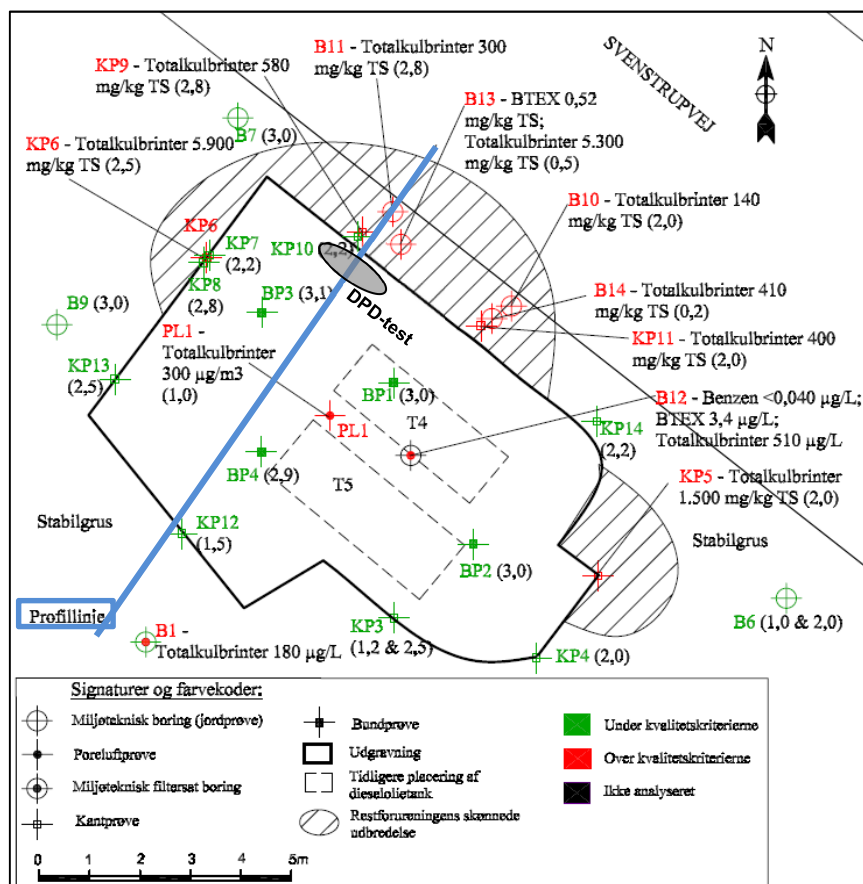 B11 - Totalkulbrinter 300
mg/kg TS (2,8)
SVENSTRUPVEJ
N
KP9 - Totalkulbrinter 580
mg/kg TS (2,8)
B13 - BTEX 0,52
mg/kg TS;
Totalkulbrinter 5.300
mg/kg TS (0,5)
B7 (3,0)
KP6 - Totalkulbrinter 5.900
mg/kg TS (2,5)
B10 - Totalkulbrinter 140
mg/kg TS (2,0)
KP6
KP7
(2,2)
KP10 (2,2)
KP8
(2,8)
B14 - Totalkulbrinter 410
mg/kg TS (0,2)
BP3 (3,1)
DPD-test
B9 (3,0)
KP11 - Totalkulbrinter 400
mg/kg TS (2,0)
PL1 -
Totalkulbrinter
300 µg/m3
(1,0)
KP13
(2,5)
BP1
(3,0)
B12 - Benzen <0,040 µg/L;
BTEX 3,4 µg/L;
Totalkulbrinter 510 µg/L
PL1
T4
KP14
(2,2)
BP4
(2,9)
T5
KP5 - Totalkulbrinter
1.500 mg/kg TS (2,0)
Stabilgrus
KP12
(1,5)
Stabilgrus
BP2 (3,0)
Profillinje
B1 -
Totalkulbrinter 180 µg/L
KP3
(1,2 & 2,5)
B6 (1,0 & 2,0)
KP4 (2,0)
Signaturer og farvekoder:
Miljøteknisk boring (jordprøve)
Poreluftprøve
Miljøteknisk filtersat boring
Kantprøve
Bundprøve
Udgravning
Tidligere placering af
dieselolietank
Restforureningens skønnede
udbredelse
Under kvalitetskriterierne
Over kvalitetskriterierne
Ikke analyseret
0 1 2 3 4 5m